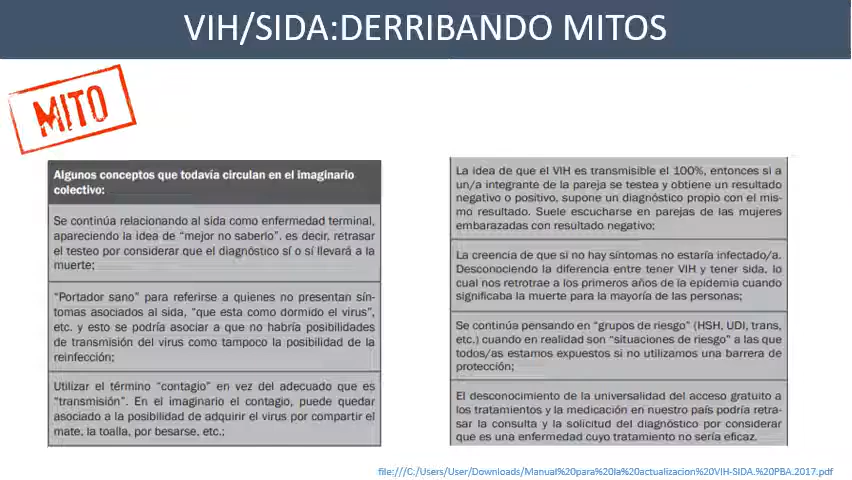 VIH/SIDA:DERRIBANDO MITOS
MITO
Algunos conceptos que todavía circulan en el imaginario
colectivo:
Se continúa relacionando al sida como enfermedad terminal,
apareciendo la idea de “mejor no saberlo”. es decir, retrasar
el testeo por considerar que el diagnóstico sí o sí llevará a la
muerte;
“Portador sano” para referirse a quienes no presentan sín-
tomas asociados al sida, “que esta como dormido el virus”,
etc. y esto se podría asociar a que no habría posibilidades
de transmisión del virus como tampoco la posibilidad de la
reinfección;
Utilizar el término “contagio” en vez del adecuado que es
“transmisión”. En el imaginario el contagio, puede quedar
asociado a la posibilidad de adquirir el virus por compartir el
mate, la toalla, por besarse, etc.;
La idea de que el VIH es transmisible el 100%, entonces si a
un/a integrante de la pareja se testea y obtiene un resultado
negativo o positivo, supone un diagnóstico propio con el mis-
mo resultado. Suele escucharse en parejas de las mujeres
embarazadas con resultado negativo;
La creencia de que si no hay síntomas no estaría infectado/a.
Desconociendo la diferencia entre tener VIH y tener sida, lo
cual nos retrotrae a los primeros años de la epidemia cuando
significaba la muerte para la mayoría de las personas;
Se continúa pensando en “grupos de riesgo” (HSH, UDI, trans,
etc.) cuando en realidad son “situaciones de riesgo” a las que
todos/as estamos expuestos si no utilizamos una barrera de
protección;
El desconocimiento de la universalidad del acceso gratuito a
los tratamientos y la medicación en nuestro país podría retra-
sar la consulta y la solicitud del diagnóstico por considerar
que es una enfermedad cuyo tratamiento no sería eficaz.
file:///C:/Users/User/Downloads/Manual%20para%20la%20actualizacion%20VIH-SIDA.%20PBA.2017.pdf